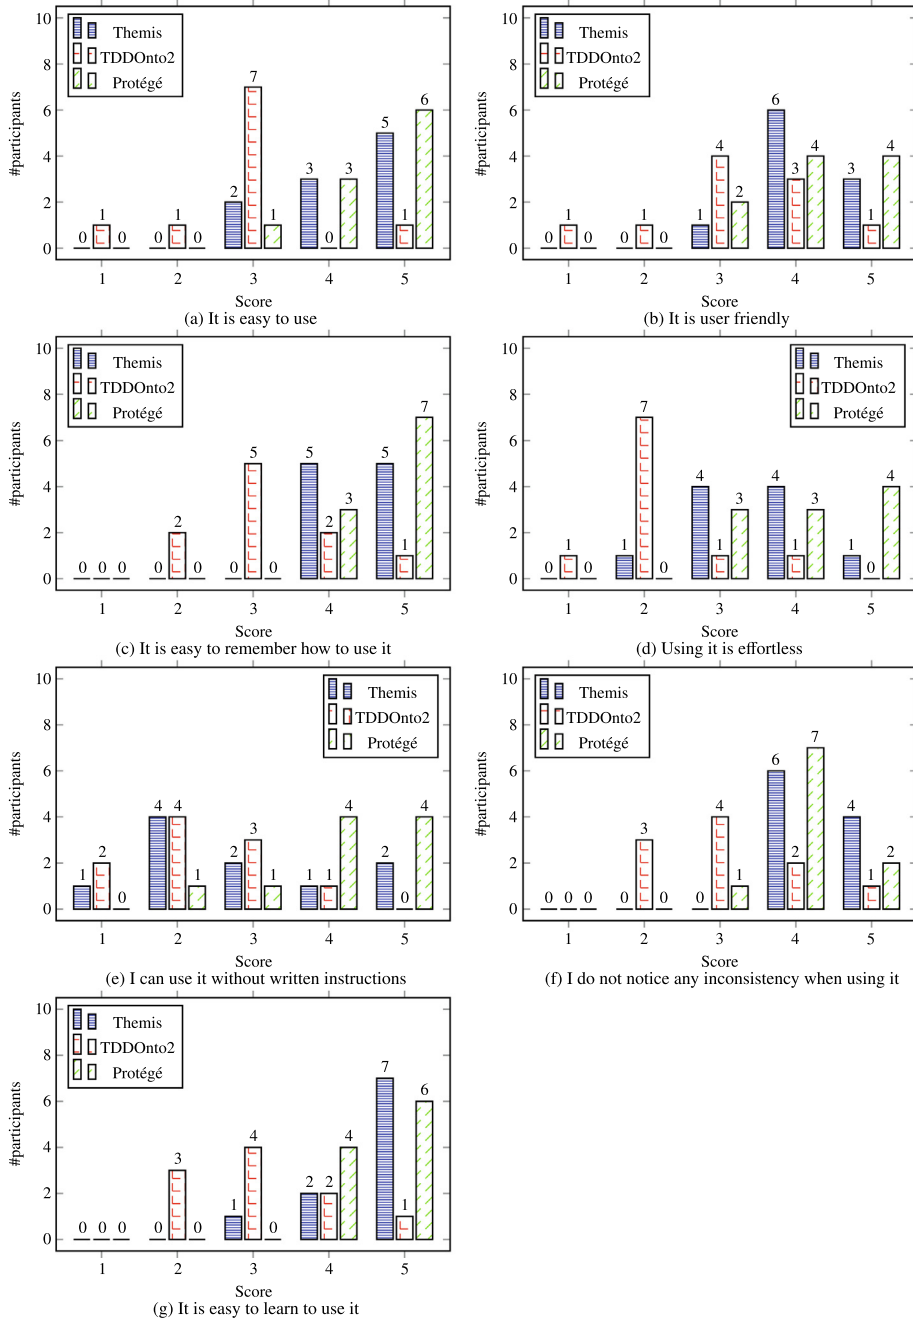 10
8
6
4
2
0
#participants
Themis
TDDOnto2
Protégé
0 1 0
0 1 0
2 7 1
3 0 3
5 1 6
1 2 3 4 5
Score
(a) It is easy to use
10
8
6
4
2
0
#participants
Themis
TDDOnto2
Protégé
0 1 0
0 1 0
1 4 2
6 3 4
3 1 4
1 2 3 4 5
Score
(b) It is user friendly
10
8
6
4
2
0
#participants
Themis
TDDOnto2
Protégé
0 0 0
0 2 0
0 5 0
5 2 3
5 1 7
1 2 3 4 5
Score
(c) It is easy to remember how to use it
10
8
6
4
2
0
#participants
Themis
TDDOnto2
Protégé
0 1 0
1 7 0
4 1 3
4 1 3
1 0 4
1 2 3 4 5
Score
(d) Using it is effortless
10
8
6
4
2
0
#participants
Themis
TDDOnto2
Protégé
1 2 0
4 4 1
2 3 1
1 1 4
2 0 4
1 2 3 4 5
Score
(e) I can use it without written instructions
10
8
6
4
2
0
#participants
Themis
TDDOnto2
Protégé
0 0 0
0 3 0
0 4 1
6 2 7
4 1 2
1 2 3 4 5
Score
(f) I do not notice any inconsistency when using it
10
8
6
4
2
0
#participants
Themis
TDDOnto2
Protégé
0 0 0
0 3 0
1 4 0
2 2 4
7 1 6
1 2 3 4 5
Score
(g) It is easy to learn to use it